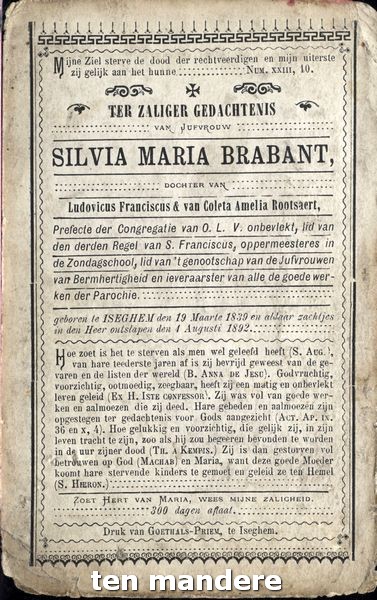 Mijne Ziel sterve de dood der rechtveerdigen en mijn uiterste
zij gelijk aan het hunne Num. XXIII, 10.
TER ZALIGER GEDACHTENIS
VAN JUFVROUW
SILVIA MARIA BRABANT,
DOCHTER VAN
Ludovicus Franciscus & van Coleta Amelia Rootsaert,
Prefecte der Congregatie van O. L. V. onbevlekt, lid van
den derden Regel van S. Franciscus, oppermeesteres in
de Zondagschool, lid van 't genootschap van de Jufvrouwen
van Bermhertigheid en ieveraarster van alle de goede wer-
ken der Parochie.
geboren te ISEGHEM den 19 Maarte 1839 en aldaar zachtjes
in den Heer ontslapen den 4 Augusti 1892.
Hoe zoet is het te sterven als men wel geleefd heeft (S. Aug.),
van hare teederste jaren af is zij bevrijd geweest van de ge-
varen en de listen der wereld (B. Anna de Jesu). Godvruchtig,
voorzichtig, ootmoedig, zeegbaar, heeft zij een matig en onbevlekt
leven geleid (Ex H. Iste confessor). Zij was vol van goede wer-
ken en aalmoezen die zij deed. Hare gebeden en aalmoezen zijn
opgestegen ter gedachtenis voor Gods aangezicht (Act. Ap. IX.
36 en X, 4). Hoe gelukkig en voorzichtig, die gelijk zij, in zijn
leven tracht te zijn, zoo als hij zou begeeren bevonden te worden
in de uur zijner dood (Th. A Kempis.) Zij is dan gestorven vol
betrouwen op God (Machab) en Maria, want deze goede Moeder
koomt hare stervende kinders te gemoet en geleid ze ten Hemel
(S. Hieron.)
Zoet Hert van Maria, wees mijne zaligheid.
300 dagen aflaat.
Druk van Goethals-Priem, te Iseghem.
ten mandere